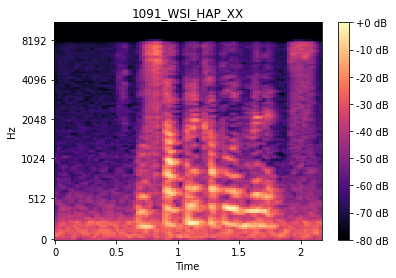 1091_WSI_HAP_XX
Hz
8192
4096
2048
1024
512
0
0
0.5
1
1.5
2
Time
+0 dB
-10 dB
-20 dB
-30 dB
-40 dB
-50 dB
-60 dB
-70 dB
-80 dB